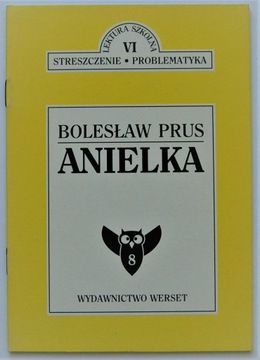 LEKTURA SZKOLNA
VI
STRESZCZENIE • PROBLEMATYKA
BOLESŁAW PRUS
ANIELKA
8
WYDAWNICTWO WERSET